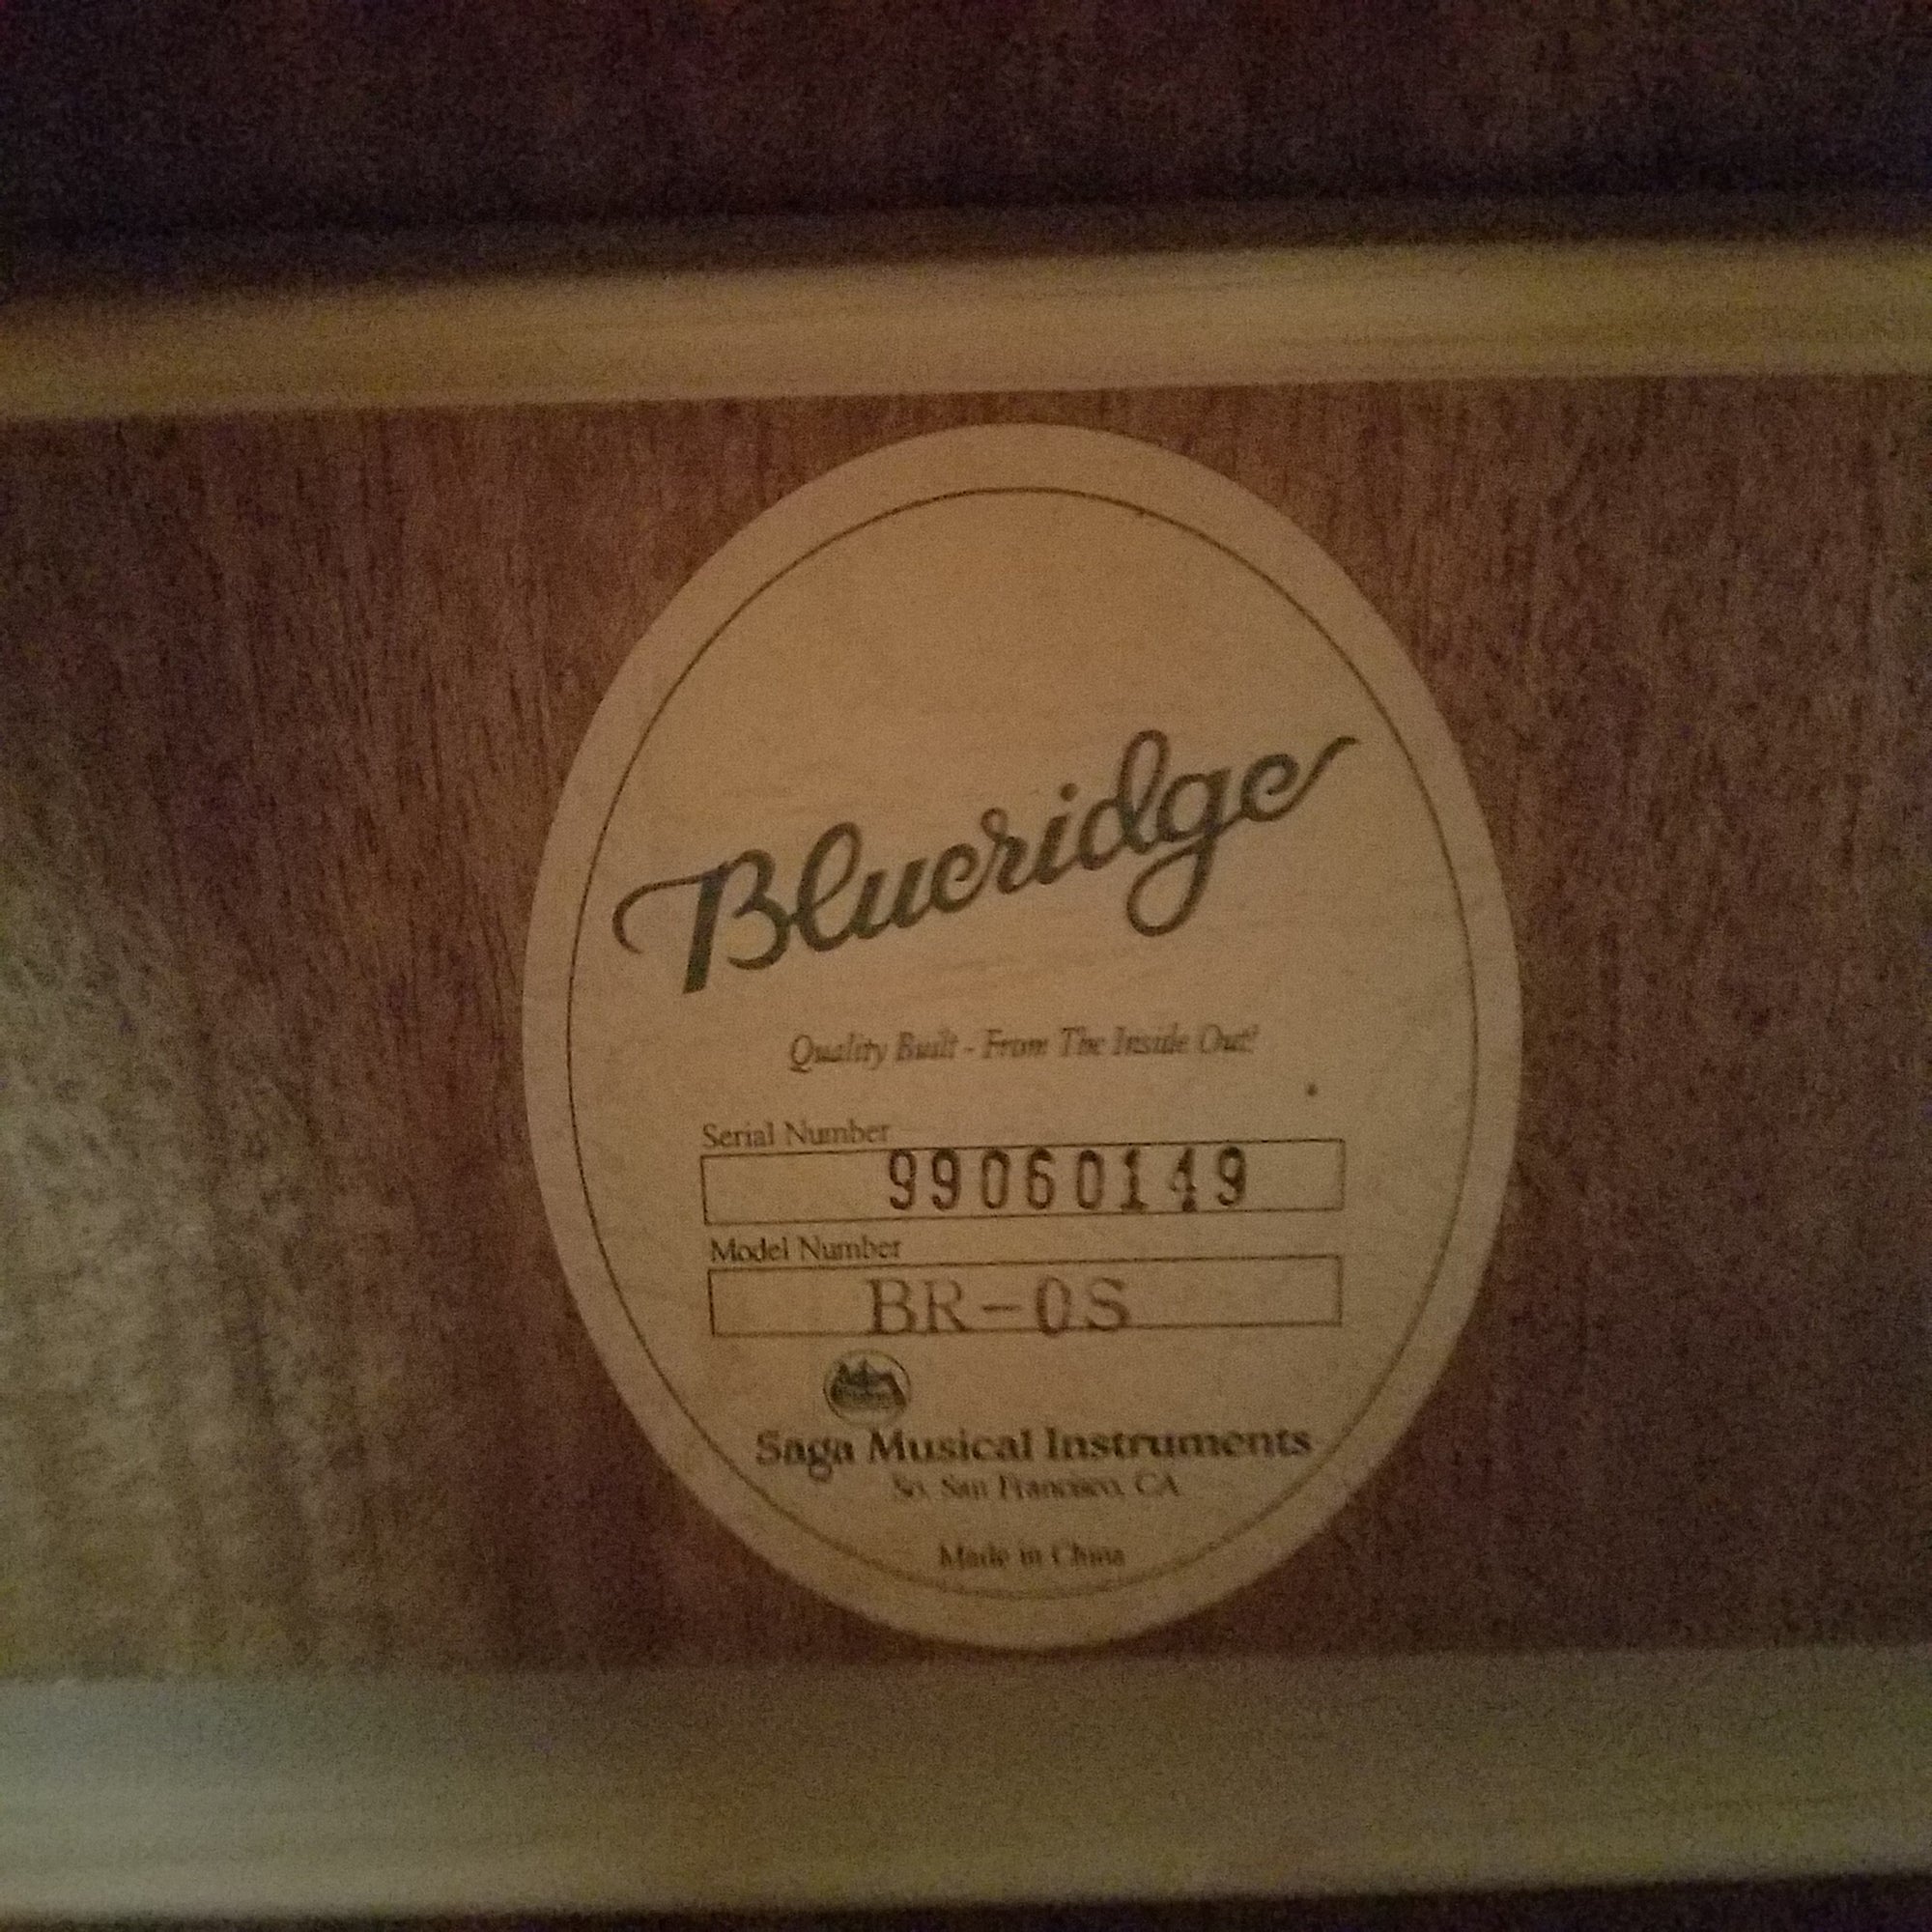 Blueridge
Quality Built - From The Inside Out!
Serial Number
99060149
Model Number
BR-0S
Saga Musical Instruments
So. San Francisco, CA
Made in China